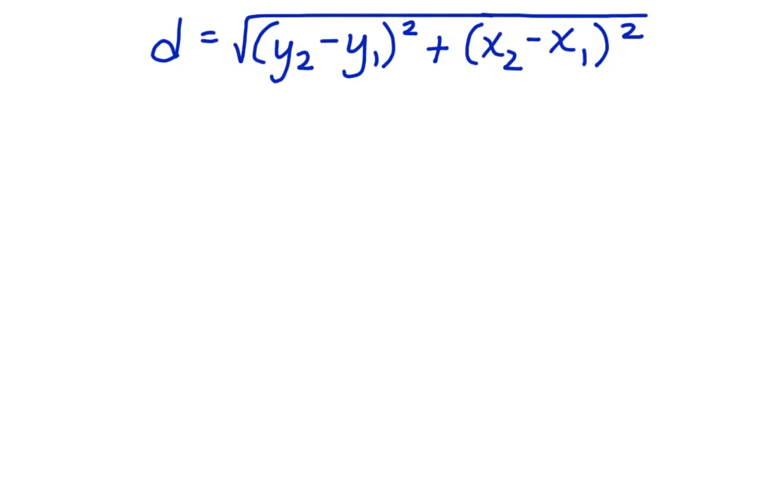 d = √(y₂-y₁)² + (x₂-x₁)²